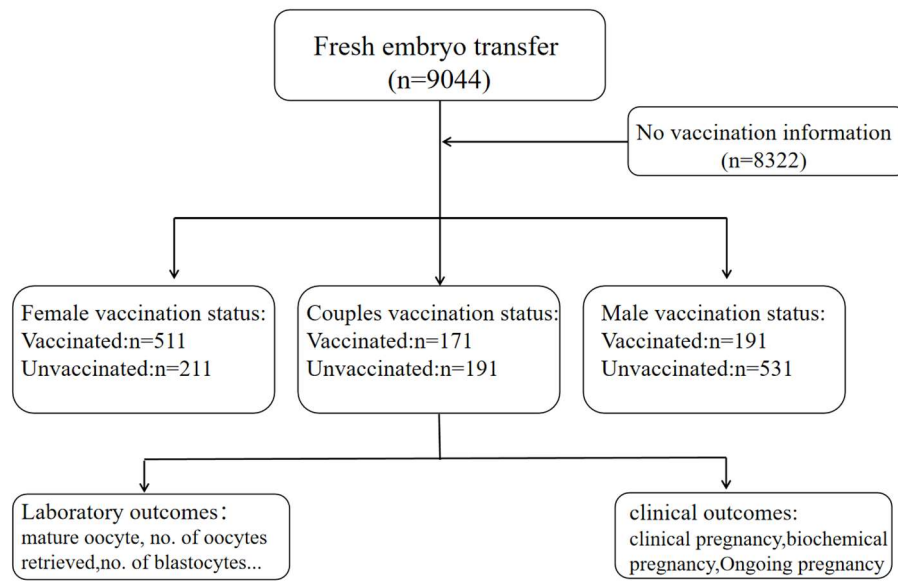 Fresh embryo transfer
(n=9044)
No vaccination information
(n=8322)
Female vaccination status:
Vaccinated:n=511
Unvaccinated:n=211
Couples vaccination status:
Vaccinated:n=171
Unvaccinated:n=191
Male vaccination status:
Vaccinated:n=191
Unvaccinated:n=531
Laboratory outcomes:
mature oocyte, no. of oocytes
retrieved,no. of blastocytes...
clinical outcomes:
clinical pregnancy,biochemical
pregnancy,Ongoing pregnancy